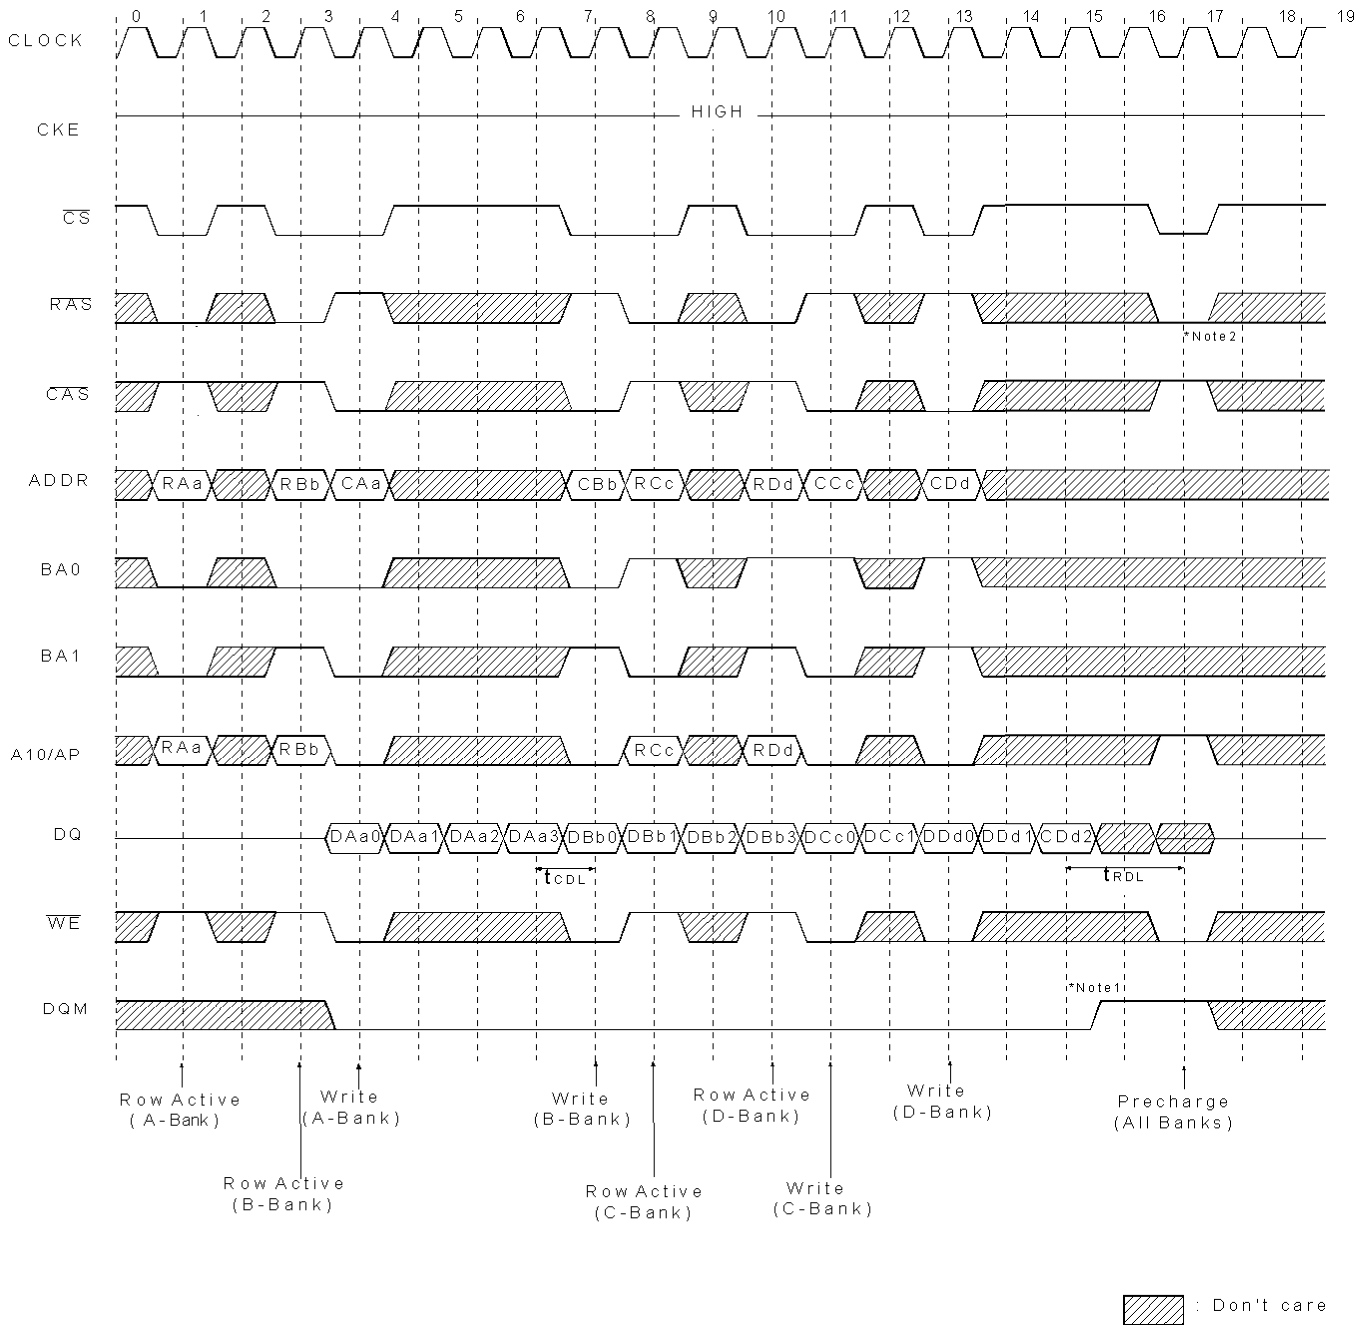 0 1 2 3 4 5 6 7 8 9 10 11 12 13 14 15 16 17 18 19
CLOCK
HIGH
CKE
CS
RAS
*Note2
CAS
ADDR RAa RBb CAa CBb RCc RDd CCc CDd
BA0
BA1
A10/AP RAa RBb RCc RDd
DQ DAa0 DAa1 DAa2 DAa3 DBb0 DBb1 DBb2 DBb3 DCc0 DCc1 DDd0 DDd1 CDd2
tCDL tRDL
WE
*Note1
DQM
Row Active
(A-Bank)
Write
(A-Bank)
Write
(B-Bank)
Row Active
(D-Bank)
Write
(D-Bank)
Precharge
(All Banks)
Row Active
(B-Bank)
Row Active
(C-Bank)
Write
(C-Bank)
: Don't care